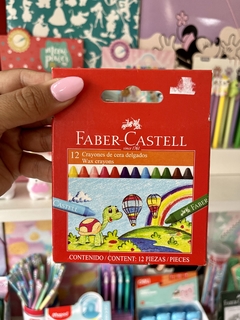 FABER-CASTELL
since 1761
12 Crayones de cera delgados
Wax crayons
CONTENIDO / CONTENT: 12 PIEZAS / PIECES